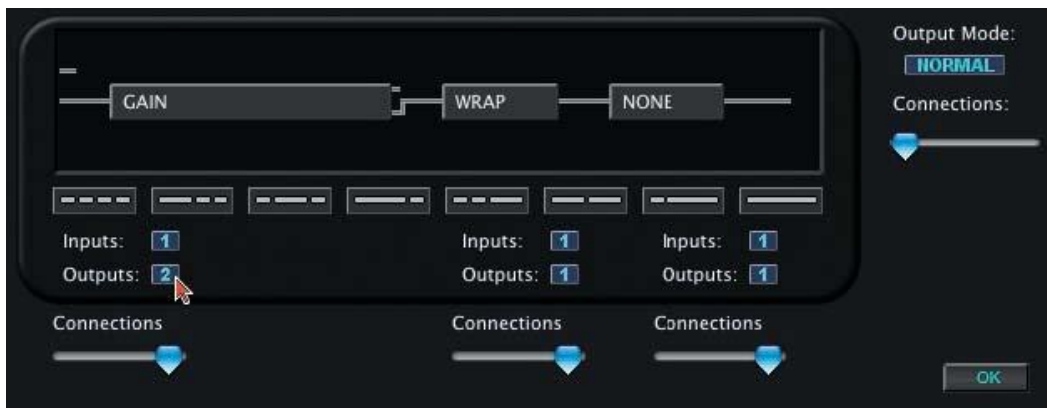 Output Mode:
NORMAL
Connections:
GAIN WRAP NONE
Inputs: 1 Inputs: 1 Inputs: 1
Outputs: 2 Outputs: 1 Outputs: 1
Connections Connections Connections
OK